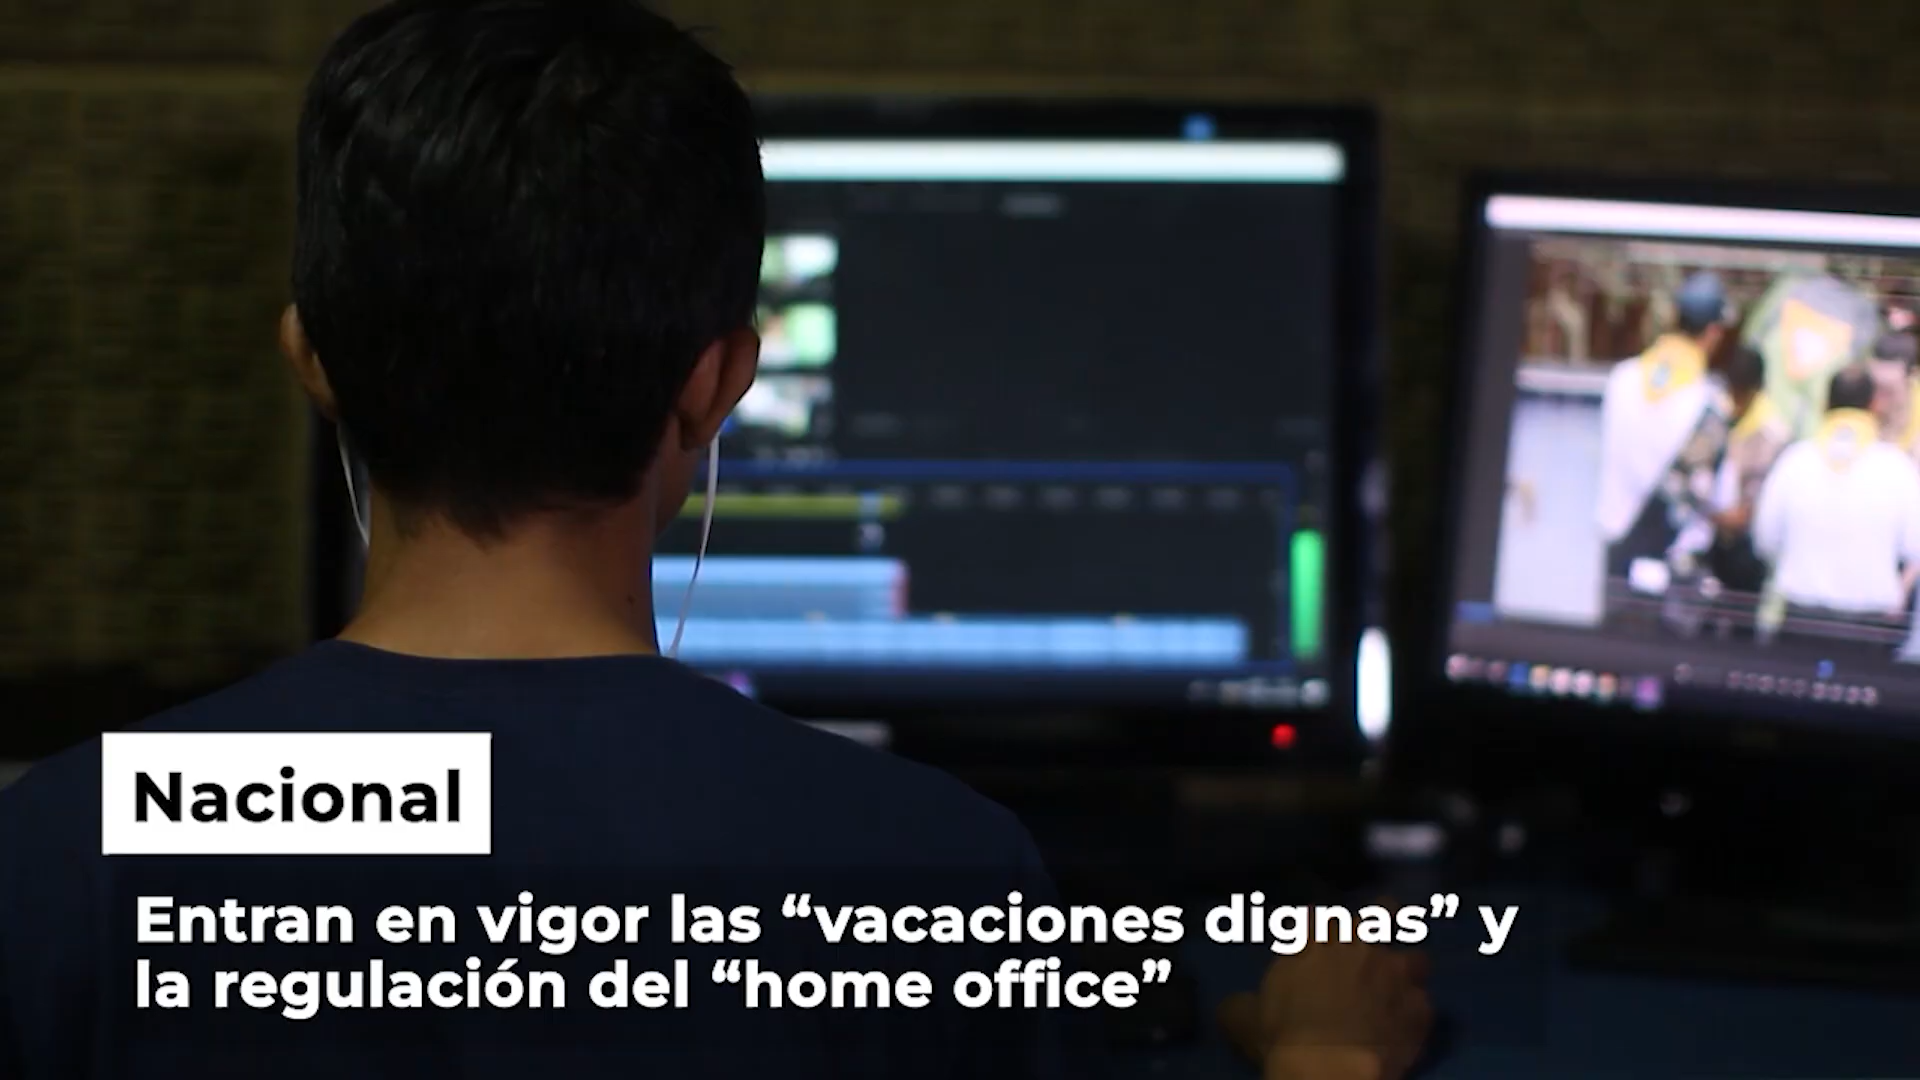 Nacional
Entran en vigor las “vacaciones dignas” y
la regulación del “home office”